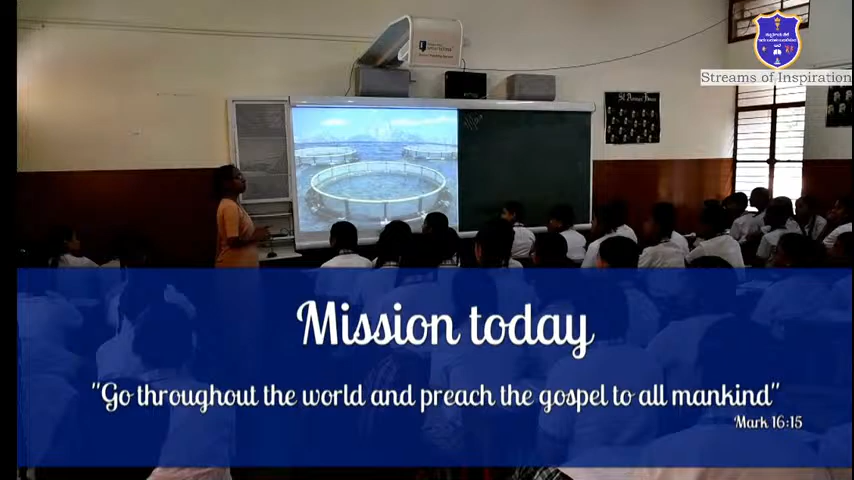 Streams of Inspiration
Mission today
"Go throughout the world and preach the gospel to all mankind"
Mark 16:15